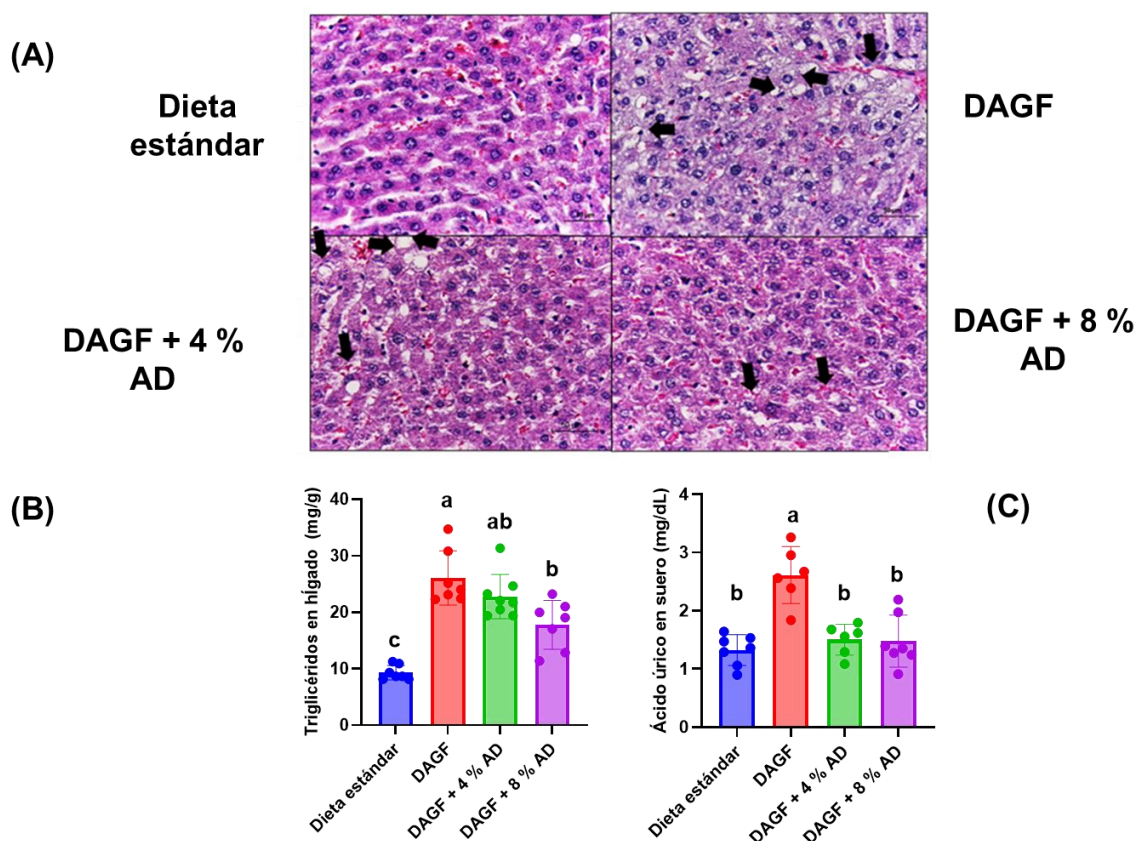 (A)
Dieta
estándar
DAGF
DAGF + 4 %
AD
DAGF + 8 %
AD
(B)
Triglicéridos en hígado (mg/g)
40
30
20
10
0
c
a
ab
b
Dieta estándar
DAGF
DAGF + 4 % AD
DAGF + 8 % AD
(C)
Ácido úrico en suero (mg/dL)
4
3
2
1
0
b
a
b
b
Dieta estándar
DAGF
DAGF + 4 % AD
DAGF + 8 % AD